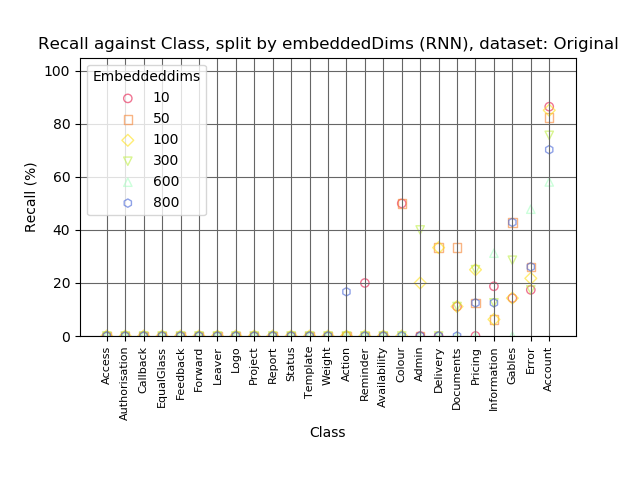 Recall against Class, split by embeddedDims (RNN), dataset: Original
Embeddeddims
10
50
100
300
600
800
Recall (%)
100
80
60
40
20
0
Access
Authorisation
Callback
EqualGlass
Feedback
Forward
Leaver
Logo
Project
Report
Status
Template
Weight
Action
Reminder
Availability
Colour
Admin
Delivery
Documents
Pricing
Information
Gables
Error
Account
Class